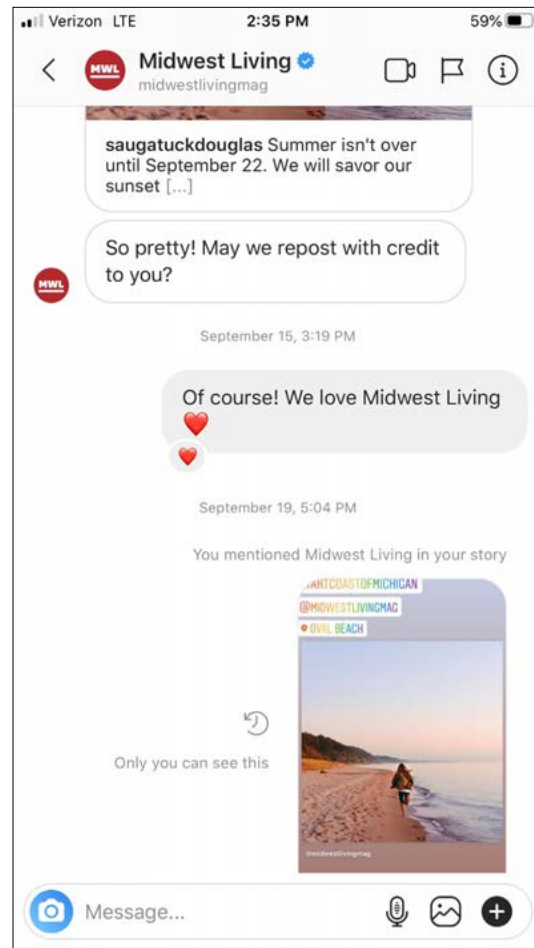 Verizon LTE 2:35 PM 59%
MWL Midwest Living
midwestlivingmag
saugatuckdouglas Summer isn't over
until September 22. We will savor our
sunset [...]
So pretty! May we repost with credit
to you?
MWL
September 15, 3:19 PM
Of course! We love Midwest Living
❤️
❤️
September 19, 5:04 PM
You mentioned Midwest Living in your story
ARTCOASTOFMICHIGAN
@MIDWESTLIVINGMAG
OVAL BEACH
Only you can see this
@midwestlivingmag
Message...